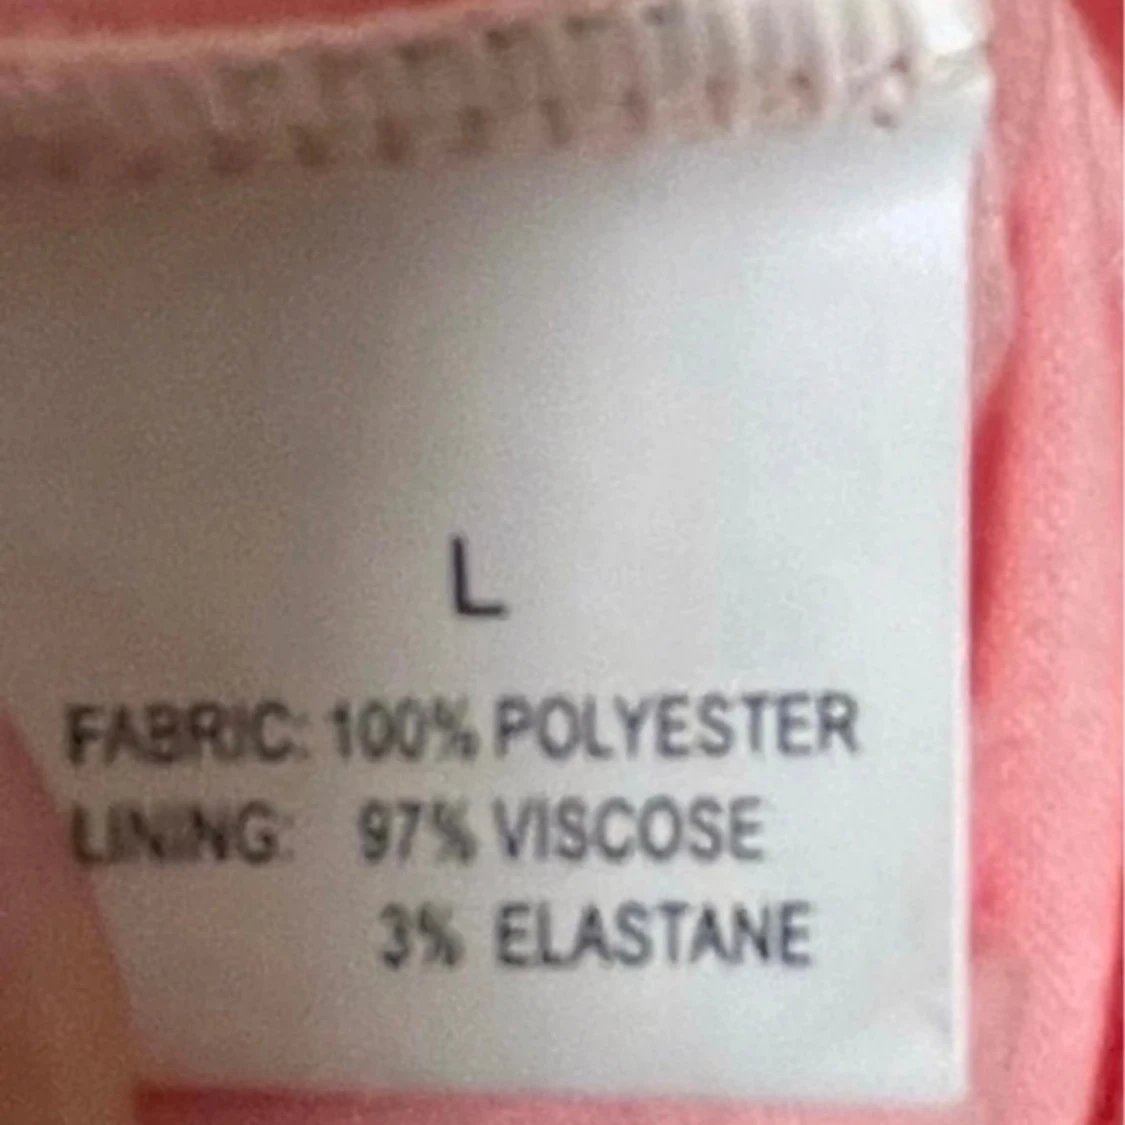 L
FABRIC: 100% POLYESTER
LINING: 97% VISCOSE
3% ELASTANE